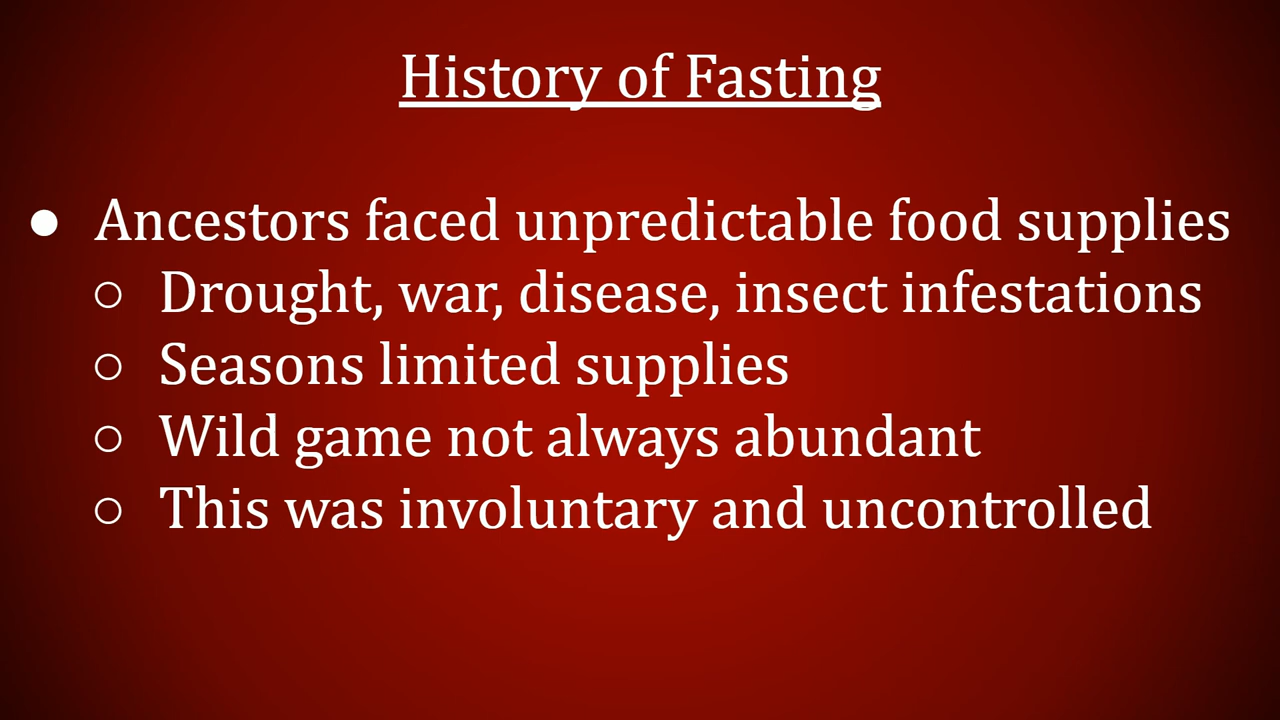 History of Fasting
● Ancestors faced unpredictable food supplies
○ Drought, war, disease, insect infestations
○ Seasons limited supplies
○ Wild game not always abundant
○ This was involuntary and uncontrolled